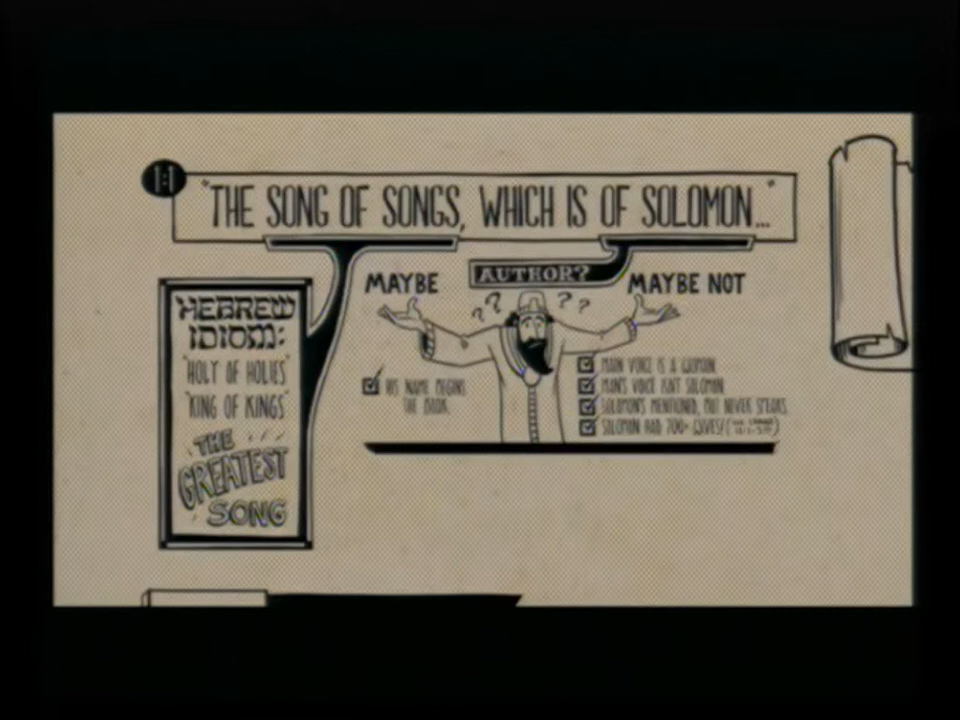 1:1
"THE SONG OF SONGS, WHICH IS OF SOLOMON..."
HEBREW
IDIOM:
"HOLY OF HOLIES"
"KING OF KINGS"
THE
GREATEST
SONG
AUTHOR?
MAYBE
? ? ? ?
HIS NAME BEGINS
THE BOOK
MAYBE NOT
MAIN VOICE IS A WOMAN
MAN'S VOICE ISN'T SOLOMON
SOLOMON'S MENTIONED, BUT NEVER SPEAKS
SOLOMON HAD 700+ WIVES!